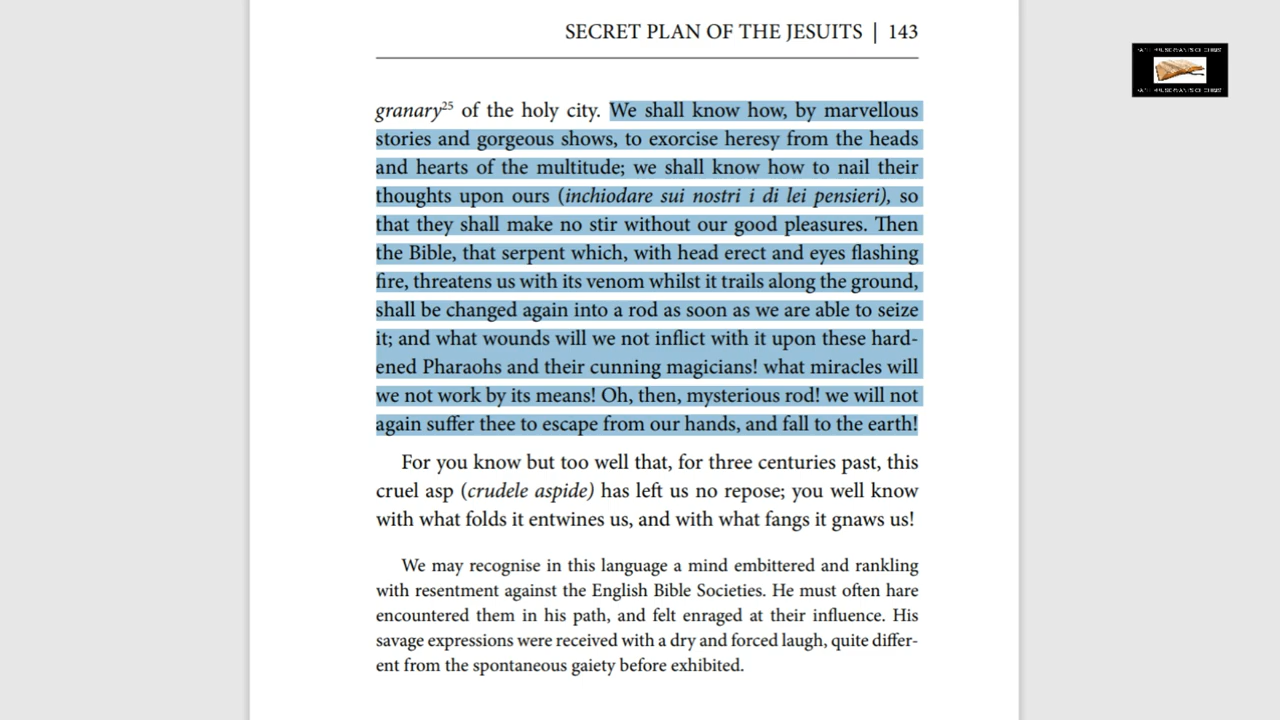 SECRET PLAN OF THE JESUITS | 143
granary25 of the holy city. We shall know how, by marvellous
stories and gorgeous shows, to exorcise heresy from the heads
and hearts of the multitude; we shall know how to nail their
thoughts upon ours (inchiodare sui nostri i di lei pensieri), so
that they shall make no stir without our good pleasures. Then
the Bible, that serpent which, with head erect and eyes flashing
fire, threatens us with its venom whilst it trails along the ground,
shall be changed again into a rod as soon as we are able to seize
it; and what wounds will we not inflict with it upon these hard-
ened Pharaohs and their cunning magicians! what miracles will
we not work by its means! Oh, then, mysterious rod! we will not
again suffer thee to escape from our hands, and fall to the earth!
For you know but too well that, for three centuries past, this
cruel asp (crudele aspide) has left us no repose; you well know
with what folds it entwines us, and with what fangs it gnaws us!
We may recognise in this language a mind embittered and rankling
with resentment against the English Bible Societies. He must often hare
encountered them in his path, and felt enraged at their influence. His
savage expressions were received with a dry and forced laugh, quite differ-
ent from the spontaneous gaiety before exhibited.